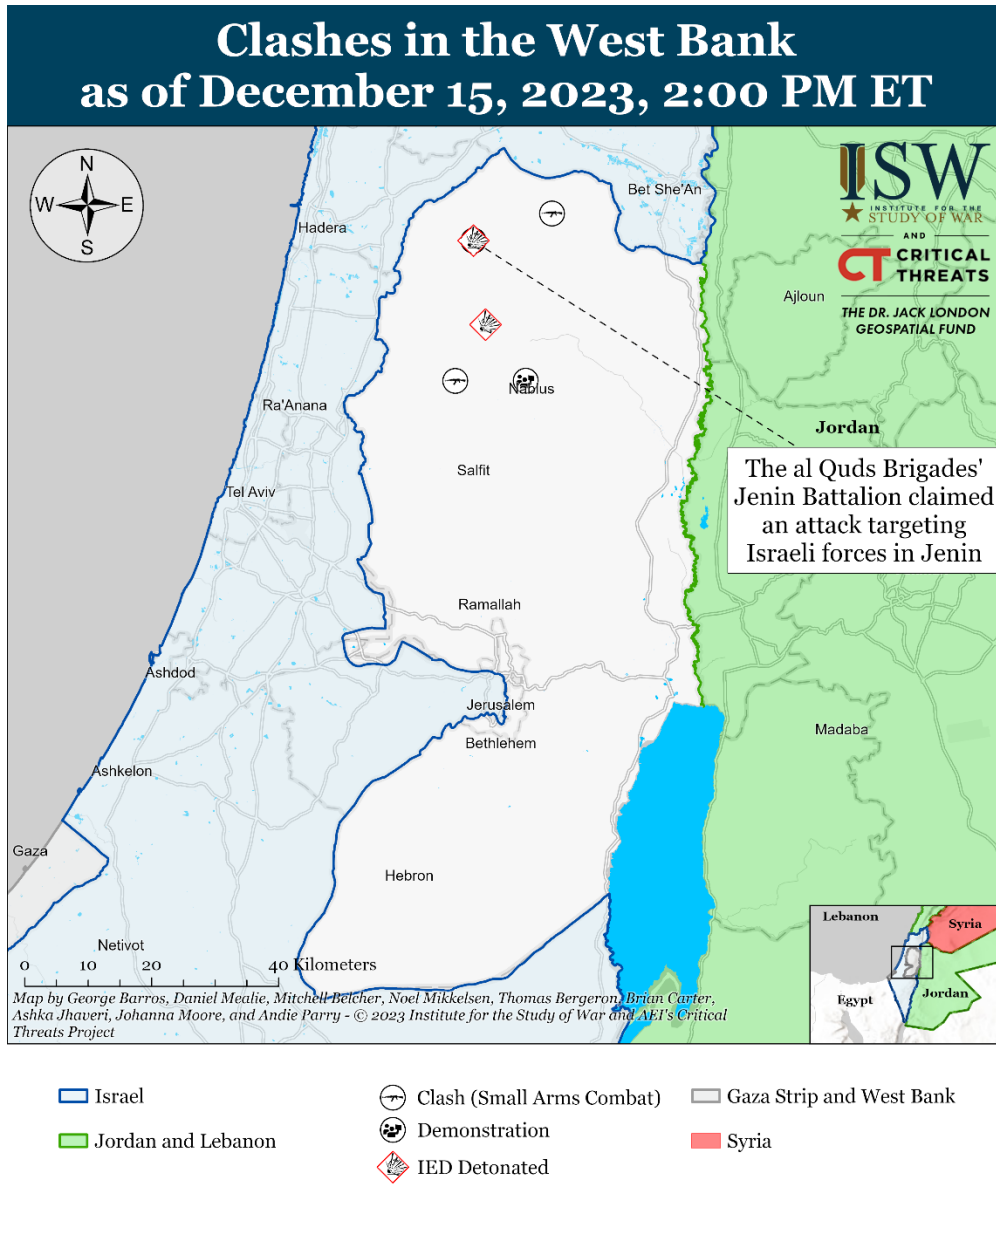 Clashes in the West Bank
as of December 15, 2023, 2:00 PM ET
N
W
E
S
ISW
INSTITUTE FOR THE
STUDY OF WAR
AND
CT CRITICAL
THREATS
THE DR. JACK LONDON
GEOSPATIAL FUND
Bet She'An
Hadera
Ajloun
Nablus
Ra'Anana
Jordan
Salfit
Tel Aviv
The al Quds Brigades'
Jenin Battalion claimed
an attack targeting
Israeli forces in Jenin
Ramallah
Ashdod
Jerusalem
Bethlehem
Madaba
Ashkelon
Gaza
Hebron
Netivot
0 10 20 40 Kilometers
Map by George Barros, Daniel Mealie, Mitchell Belcher, Noel Mikkelsen, Thomas Bergeron, Brian Carter,
Ashka Jhaveri, Johanna Moore, and Andie Parry - © 2023 Institute for the Study of War and AEI's Critical
Threats Project
Lebanon
Syria
Egypt
Jordan
Israel
Jordan and Lebanon
Clash (Small Arms Combat)
Demonstration
IED Detonated
Gaza Strip and West Bank
Syria